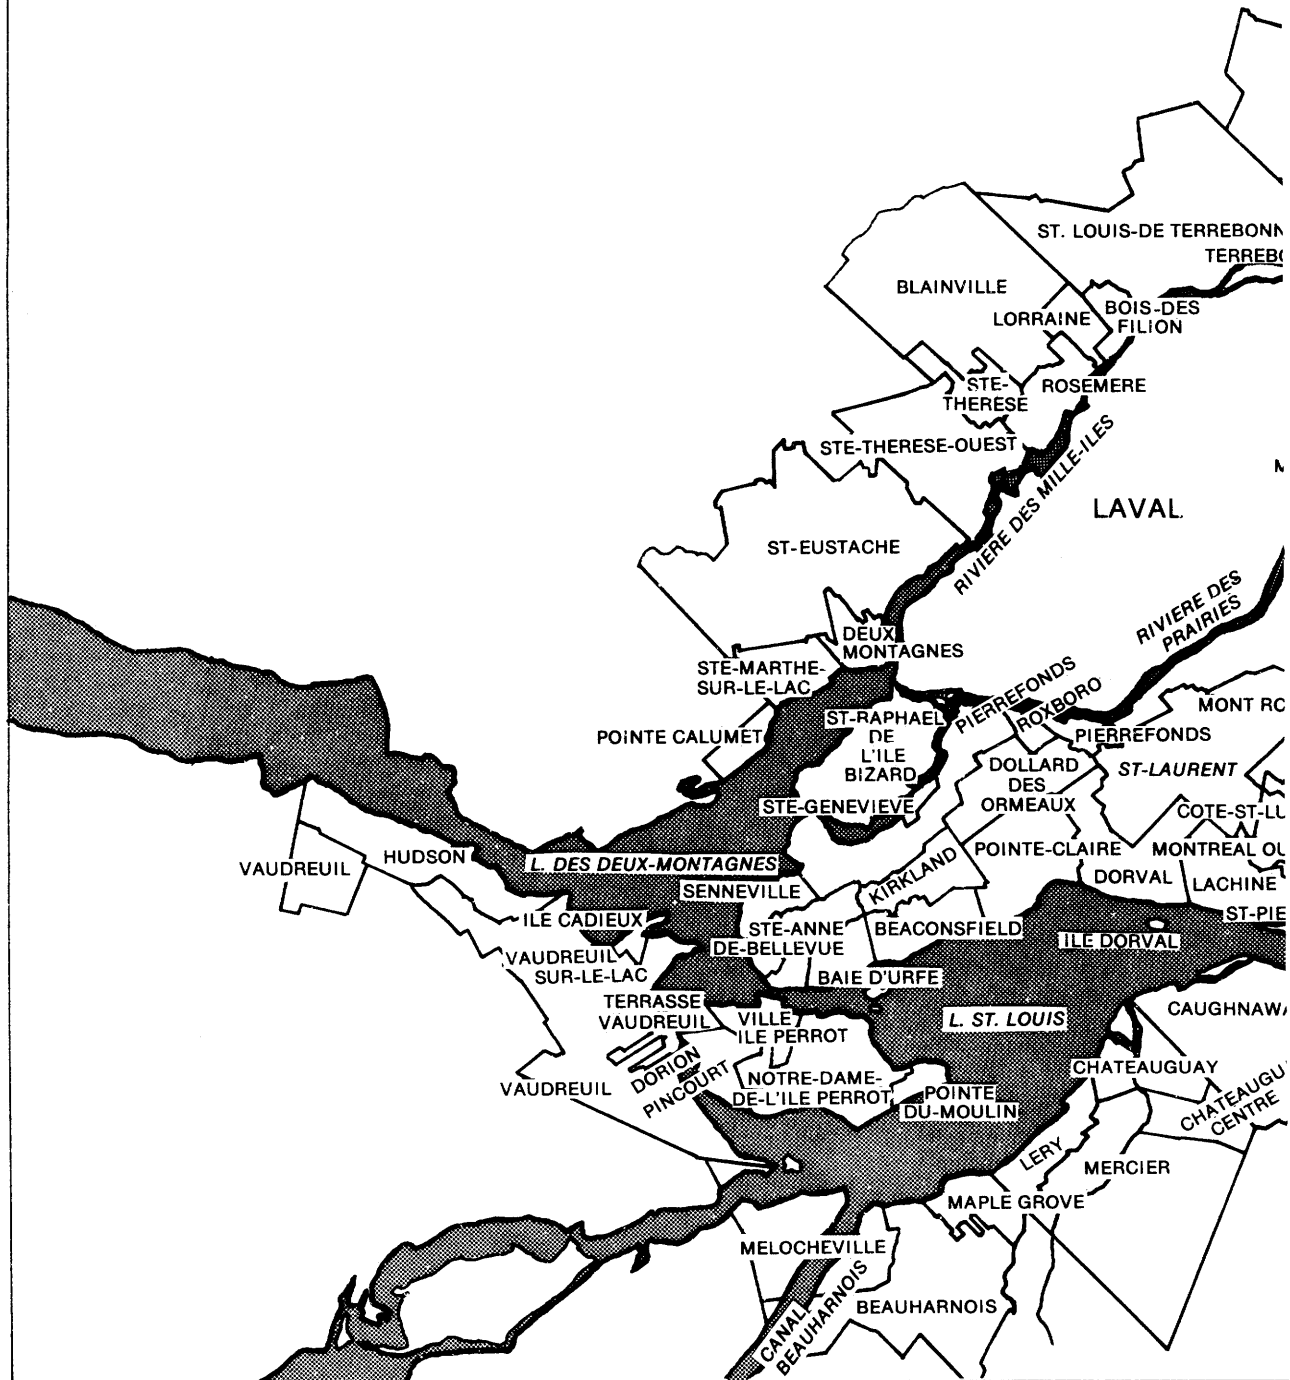 ST. LOUIS-DE TERREBONN
TERREBO
BLAINVILLE
LORRAINE
BOIS-DES
FILION
STE-
THERESE
ROSEMERE
STE-THERESE-OUEST
RIVIERE DES MILLE-ILES
LAVAL
ST-EUSTACHE
RIVIERE DES
PRAIRIES
DEUX
MONTAGNES
STE-MARTHE-
SUR-LE-LAC
POINTE CALUMET
ST-RAPHAEL
DE
L'ILE
BIZARD
PIERREFONDS
ROXBORO
MONT RO
PIERREFONDS
DOLLARD
DES
ORMEAUX
ST-LAURENT
STE-GENEVIEVE
COTE-ST-LU
VAUDREUIL
HUDSON
L. DES DEUX-MONTAGNES
KIRKLAND
POINTE-CLAIRE
MONTREAL OU
SENNEVILLE
DORVAL
LACHINE
ILE CADIEUX
STE-ANNE
DE-BELLEVUE
BEACONSFIELD
ST-PIE
ILE DORVAL
VAUDREUIL
SUR-LE-LAC
BAIE D'URFE
TERRASSE
VAUDREUIL
VILLE
ILE PERROT
L. ST. LOUIS
CAUGHNAWA
DORION
PINCOURT
VAUDREUIL
NOTRE-DAME-
DE-L'ILE PERROT
POINTE
DU-MOULIN
CHATEAUGUAY
CHATEAUGU
CENTRE
LERY
MERCIER
MAPLE GROVE
MELOCHEVILLE
CANAL
BEAUHARNOIS
BEAUHARNOIS